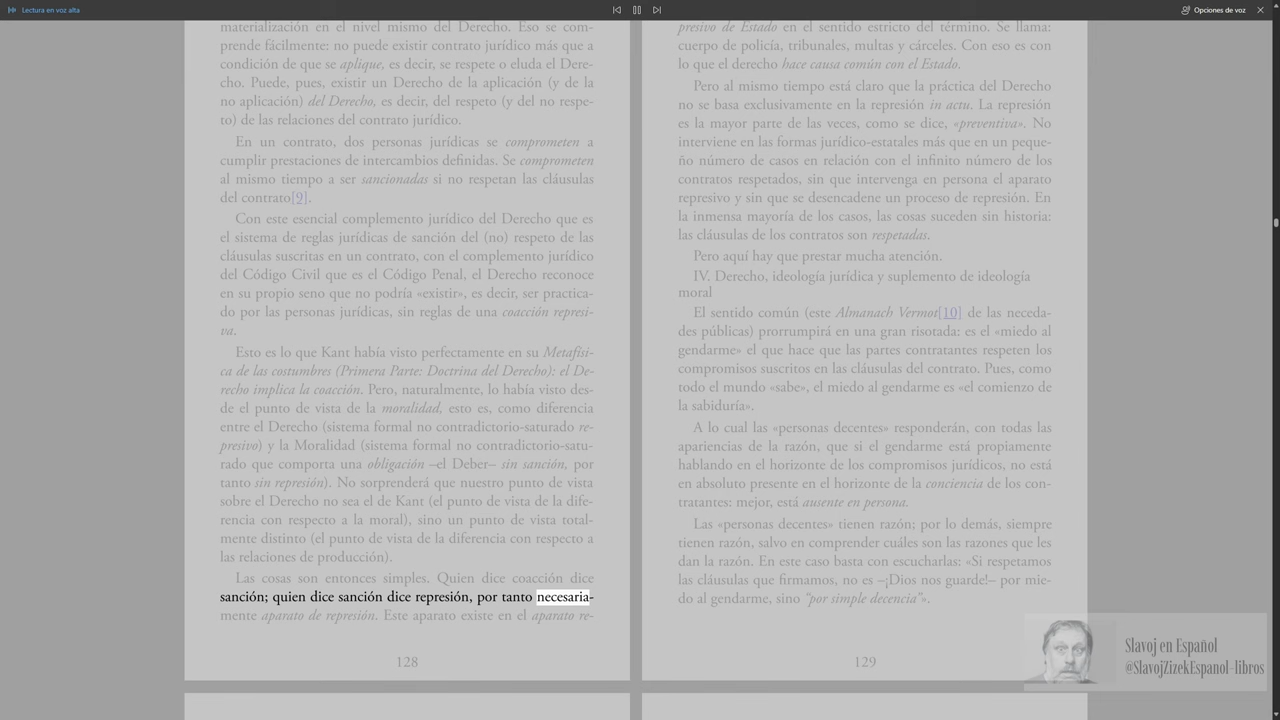 Lectura en voz alta
Opciones de voz
materialización en el nivel mismo del Derecho. Eso se com-
prende fácilmente: no puede existir contrato jurídico más que a
condición de que se aplique, es decir, se respete o eluda el Dere-
cho. Puede, pues, existir un Derecho de la aplicación (y de la
no aplicación) del Derecho, es decir, del respeto (y del no respe-
to) de las relaciones del contrato jurídico.
En un contrato, dos personas jurídicas se comprometen a
cumplir prestaciones de intercambios definidas. Se comprometen
al mismo tiempo a ser sancionadas si no respetan las cláusulas
del contrato[9].
Con este esencial complemento jurídico del Derecho que es
el sistema de reglas jurídicas de sanción del (no) respeto de las
cláusulas suscritas en un contrato, con el complemento jurídico
del Código Civil que es el Código Penal, el Derecho reconoce
en su propio seno que no podría «existir», es decir, ser practica-
do por las personas jurídicas, sin reglas de una coacción represi-
va.
Esto es lo que Kant había visto perfectamente en su Metafísi-
ca de las costumbres (Primera Parte: Doctrina del Derecho): el De-
recho implica la coacción. Pero, naturalmente, lo había visto des-
de el punto de vista de la moralidad, esto es, como diferencia
entre el Derecho (sistema formal no contradictorio-saturado re-
presivo) y la Moralidad (sistema formal no contradictorio-satu-
rado que comporta una obligación –el Deber– sin sanción, por
tanto sin represión). No sorprenderá que nuestro punto de vista
sobre el Derecho no sea el de Kant (el punto de vista de la dife-
rencia con respecto a la moral), sino un punto de vista total-
mente distinto (el punto de vista de la diferencia con respecto a
las relaciones de producción).
Las cosas son entonces simples. Quien dice coacción dice
sanción; quien dice sanción dice represión, por tanto necesaria-
mente aparato de represión. Este aparato existe en el aparato re-
128
presivo de Estado en el sentido estricto del término. Se llama:
cuerpo de policía, tribunales, multas y cárceles. Con eso es con
lo que el derecho hace causa común con el Estado.
Pero al mismo tiempo está claro que la práctica del Derecho
no se basa exclusivamente en la represión in actu. La represión
es la mayor parte de las veces, como se dice, «preventiva». No
interviene en las formas jurídico-estatales más que en un peque-
ño número de casos en relación con el infinito número de los
contratos respetados, sin que intervenga en persona el aparato
represivo y sin que se desencadene un proceso de represión. En
la inmensa mayoría de los casos, las cosas suceden sin historia:
las cláusulas de los contratos son respetadas.
Pero aquí hay que prestar mucha atención.
IV. Derecho, ideología jurídica y suplemento de ideología
moral
El sentido común (este Almanach Vermot[10] de las neceda-
des públicas) prorrumpirá en una gran risotada: es el «miedo al
gendarme» el que hace que las partes contratantes respeten los
compromisos suscritos en las cláusulas del contrato. Pues, como
todo el mundo «sabe», el miedo al gendarme es «el comienzo de
la sabiduría».
A lo cual las «personas decentes» responderán, con todas las
apariencias de la razón, que si el gendarme está propiamente
hablando en el horizonte de los compromisos jurídicos, no está
en absoluto presente en el horizonte de la conciencia de los con-
tratantes: mejor, está ausente en persona.
Las «personas decentes» tienen razón; por lo demás, siempre
tienen razón, salvo en comprender cuáles son las razones que les
dan la razón. En este caso basta con escucharlas: «Si respetamos
las cláusulas que firmamos, no es –¡Dios nos guarde!– por mie-
do al gendarme, sino “por simple decencia”».
129
Slavoj en Español
@SlavojZizekEspanol-libros